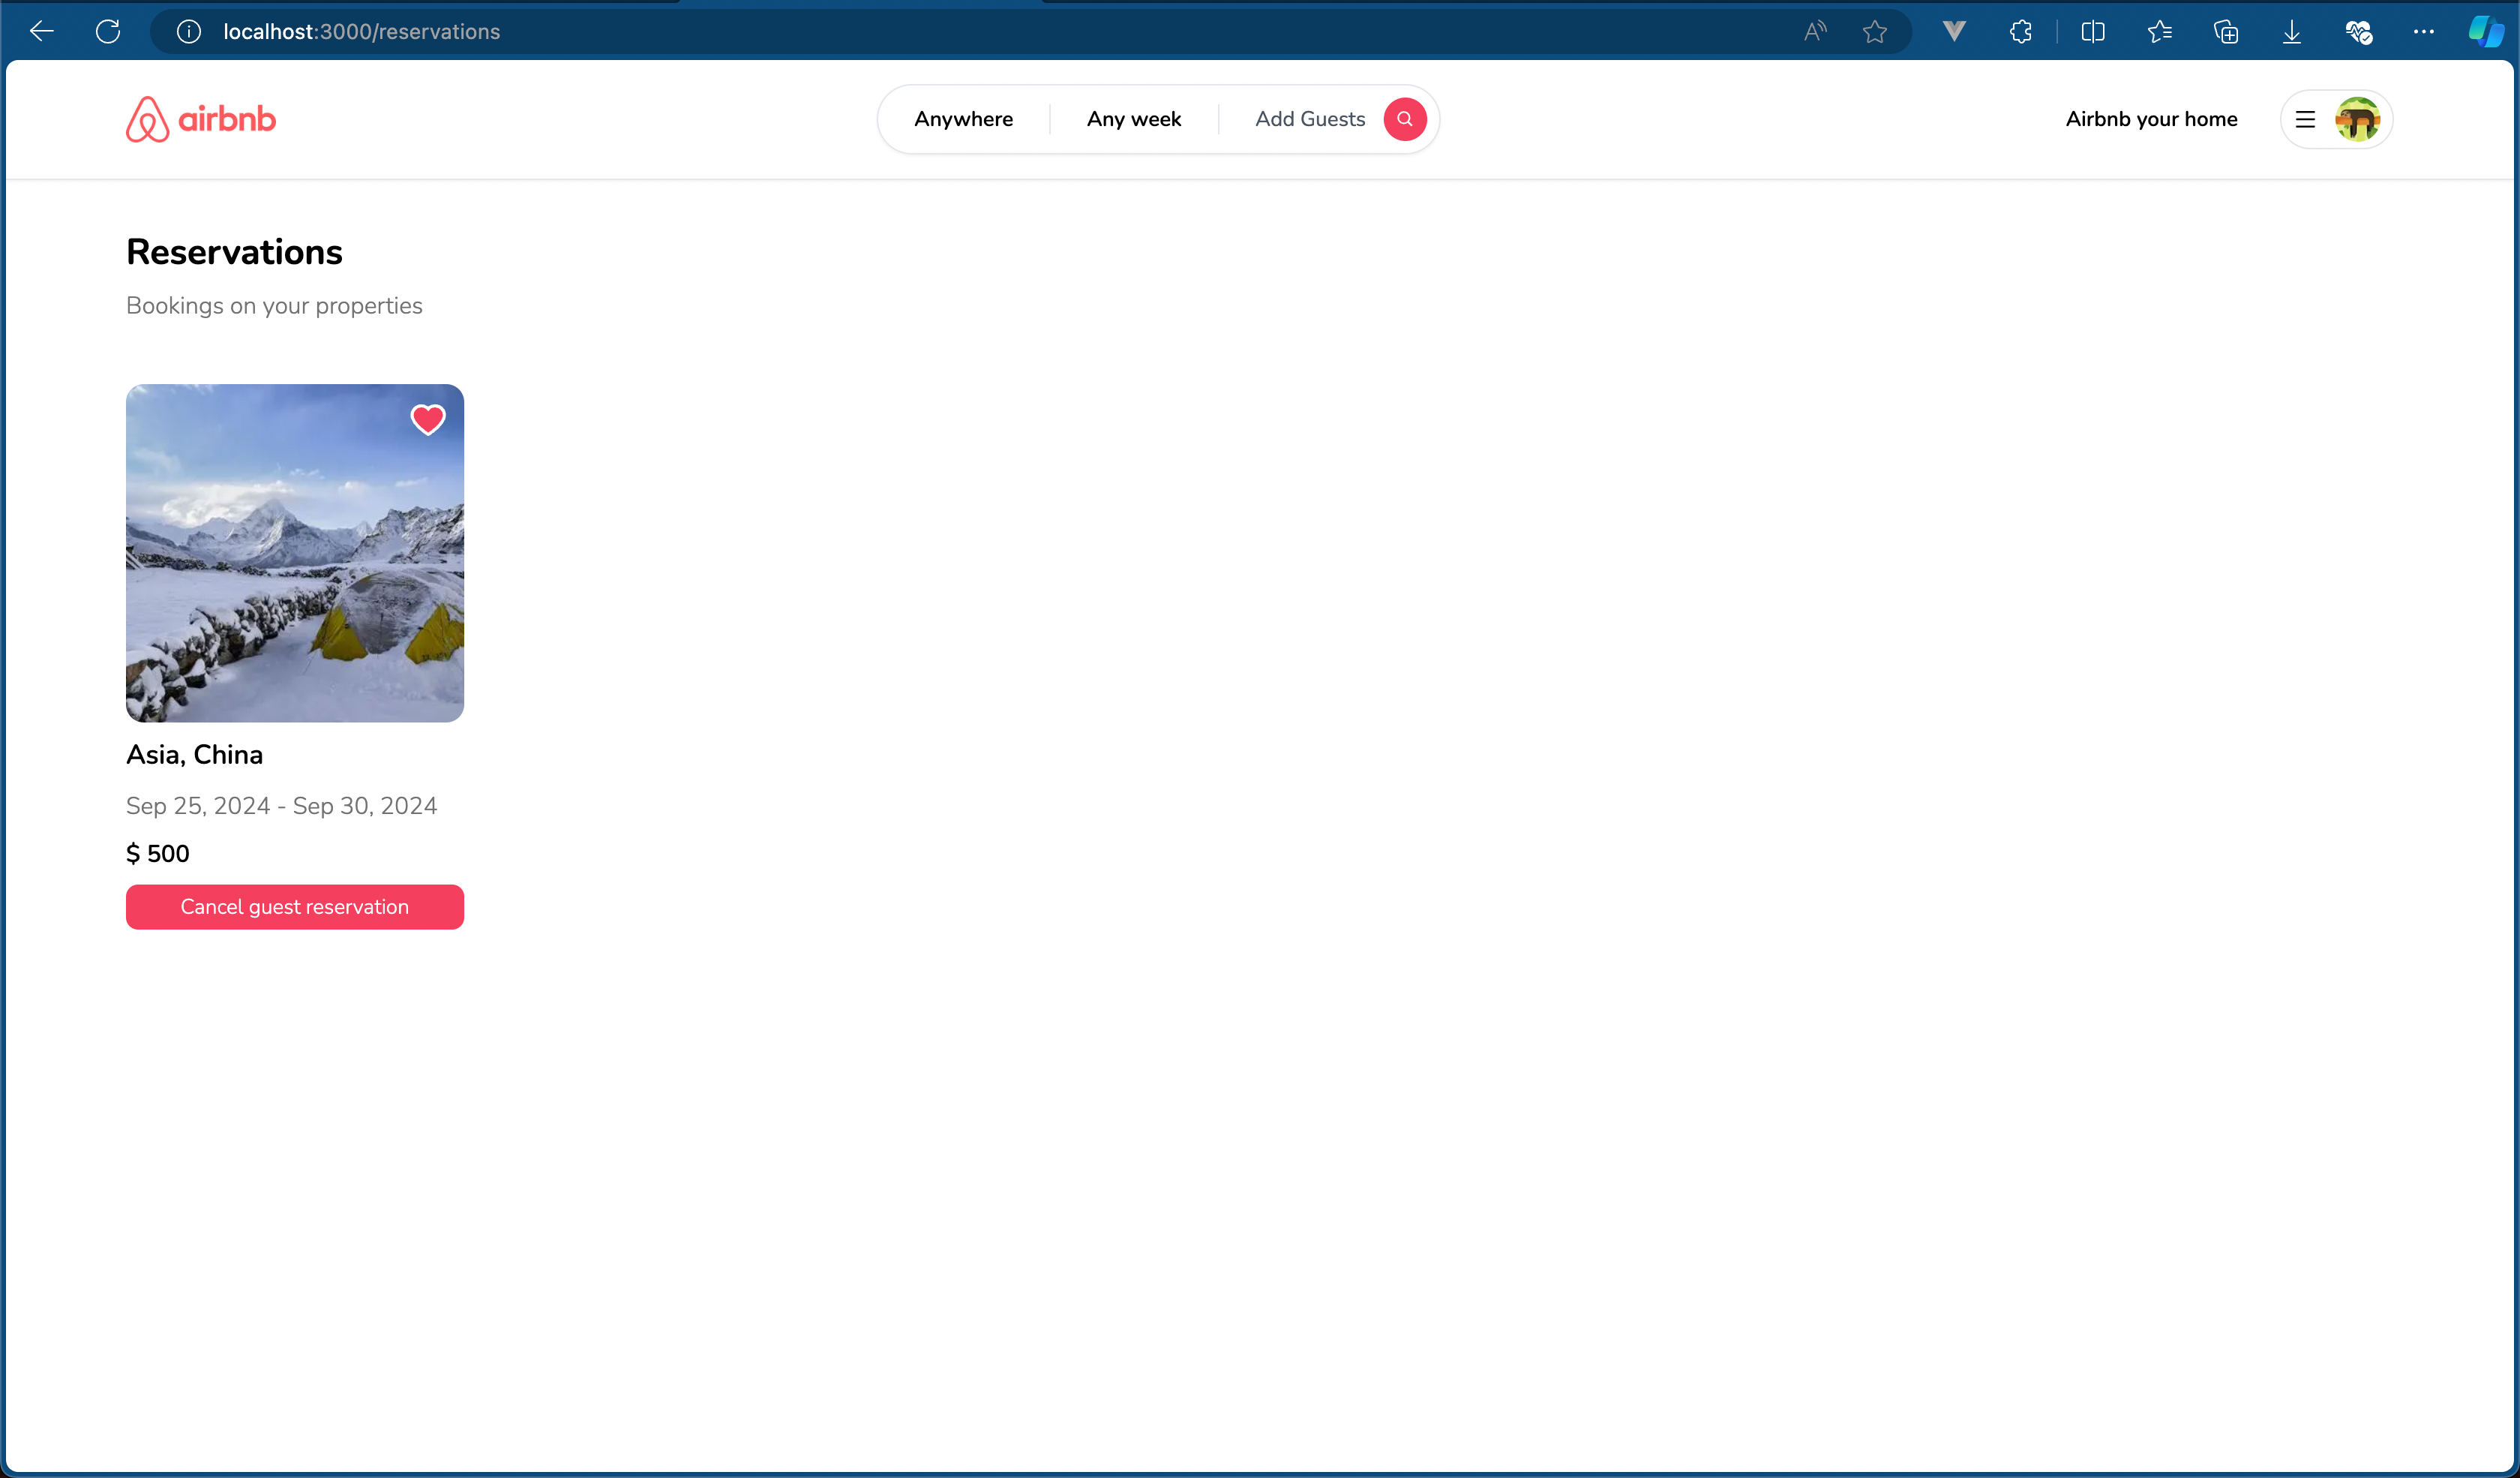 localhost:3000/reservations
airbnb
Anywhere
Any week
Add Guests
Airbnb your home
Reservations
Bookings on your properties
Asia, China
Sep 25, 2024 - Sep 30, 2024
$ 500
Cancel guest reservation